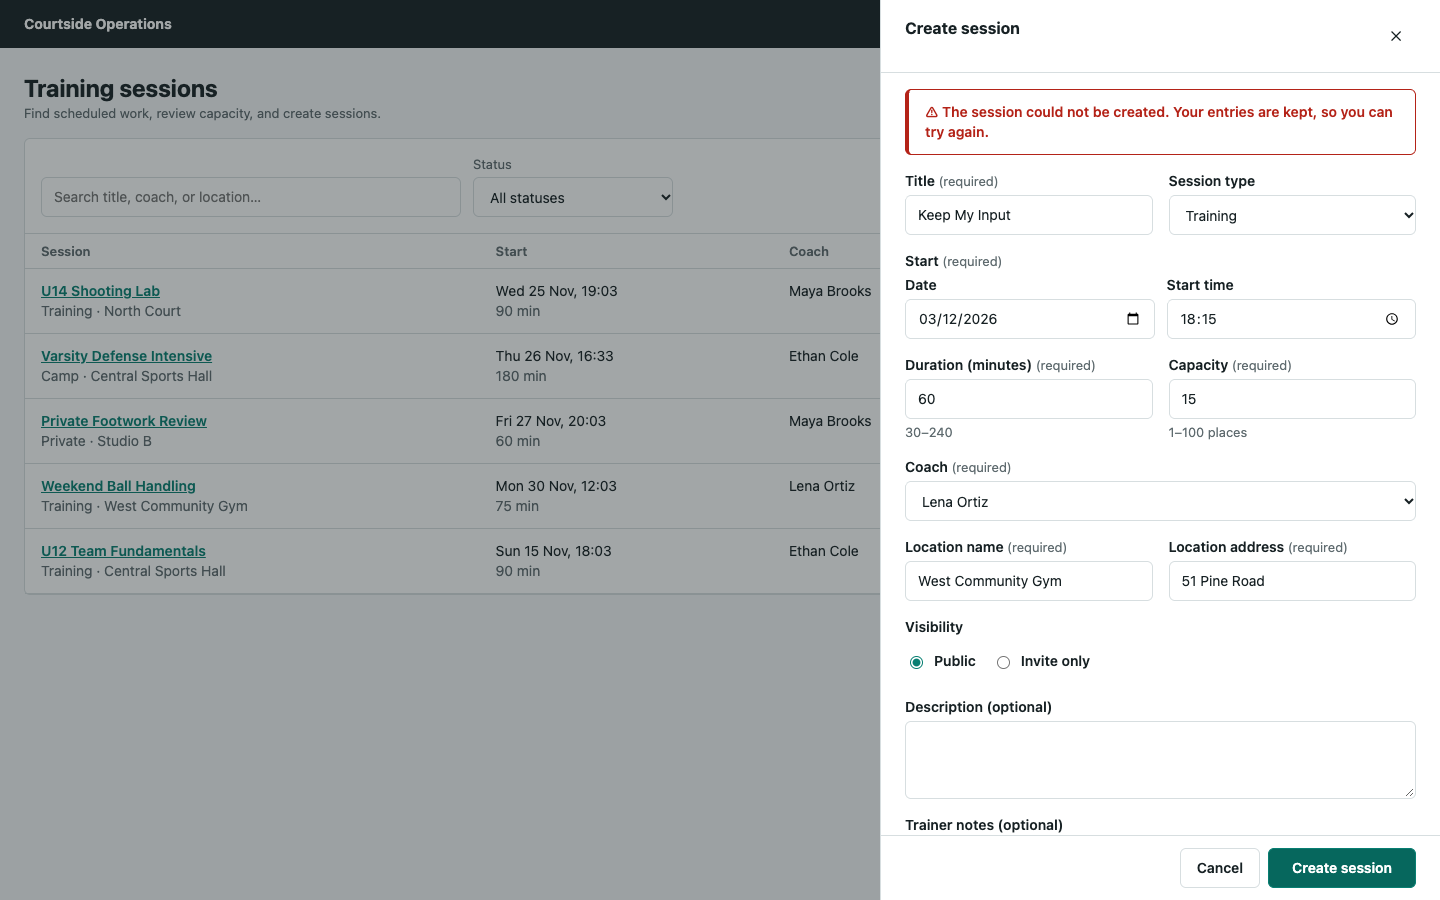 Courtside Operations
Training sessions
Find scheduled work, review capacity, and create sessions.
Status
Search title, coach, or location...
All statuses
Session Start Coach
U14 Shooting Lab Wed 25 Nov, 19:03 Maya Brooks
Training · North Court 90 min
Varsity Defense Intensive Thu 26 Nov, 16:33 Ethan Cole
Camp · Central Sports Hall 180 min
Private Footwork Review Fri 27 Nov, 20:03 Maya Brooks
Private · Studio B 60 min
Weekend Ball Handling Mon 30 Nov, 12:03 Lena Ortiz
Training · West Community Gym 75 min
U12 Team Fundamentals Sun 15 Nov, 18:03 Ethan Cole
Training · Central Sports Hall 90 min
Create session
The session could not be created. Your entries are kept, so you can
try again.
Title (required) Session type
Keep My Input Training
Start (required)
Date Start time
03/12/2026 18:15
Duration (minutes) (required) Capacity (required)
60 15
30–240 1–100 places
Coach (required)
Lena Ortiz
Location name (required) Location address (required)
West Community Gym 51 Pine Road
Visibility
Public Invite only
Description (optional)
Trainer notes (optional)
Cancel Create session